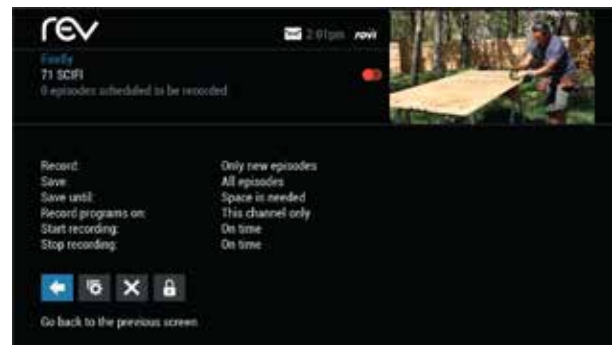 rev
2:01pm rovi
Firefly
71 SCIFI
0 episodes scheduled to be recorded
Record: Only new episodes
Save: All episodes
Save until: Space is needed
Record programs on: This channel only
Start recording: On time
Stop recording: On time
Go back to the previous screen